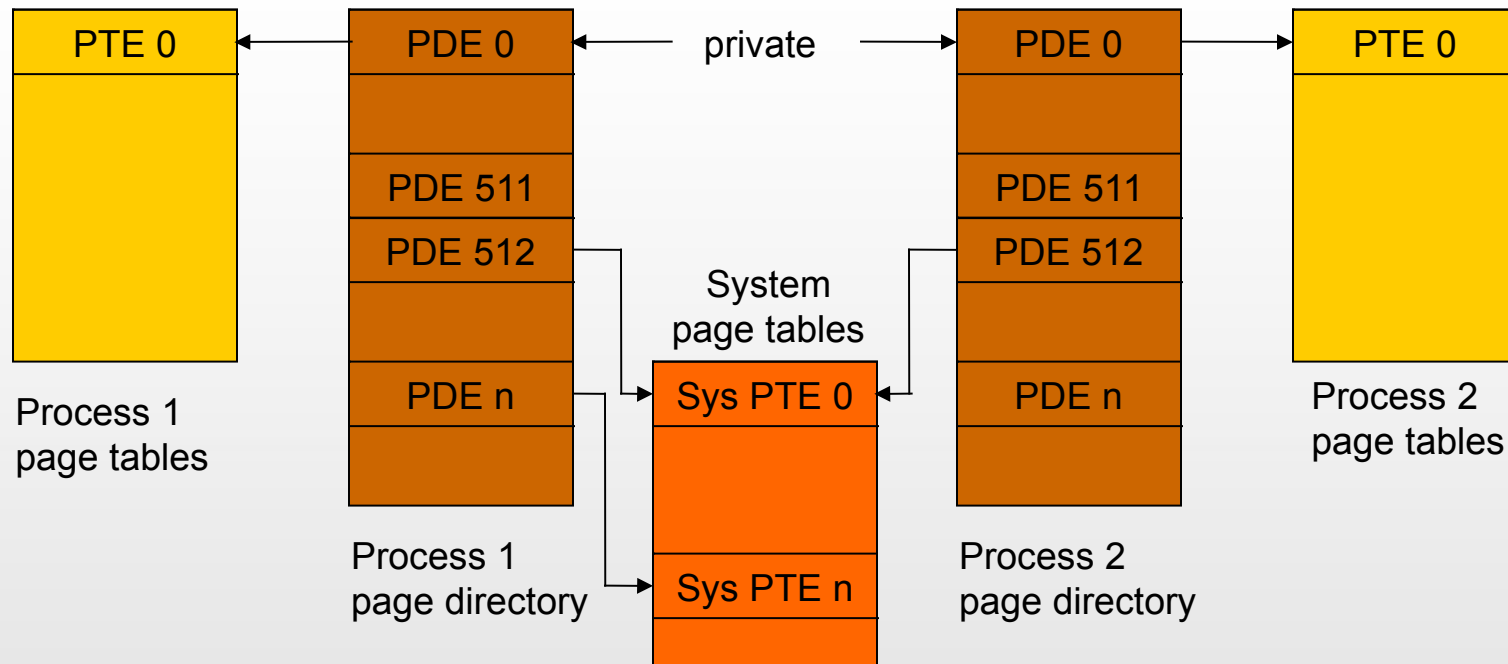 PTE 0
PDE 0
private
PDE 0
PTE 0
PDE 511
PDE 511
PDE 512
PDE 512
System
page tables
PDE n
Sys PTE 0
PDE n
Process 1
page tables
Process 2
page tables
Process 1
page directory
Sys PTE n
Process 2
page directory